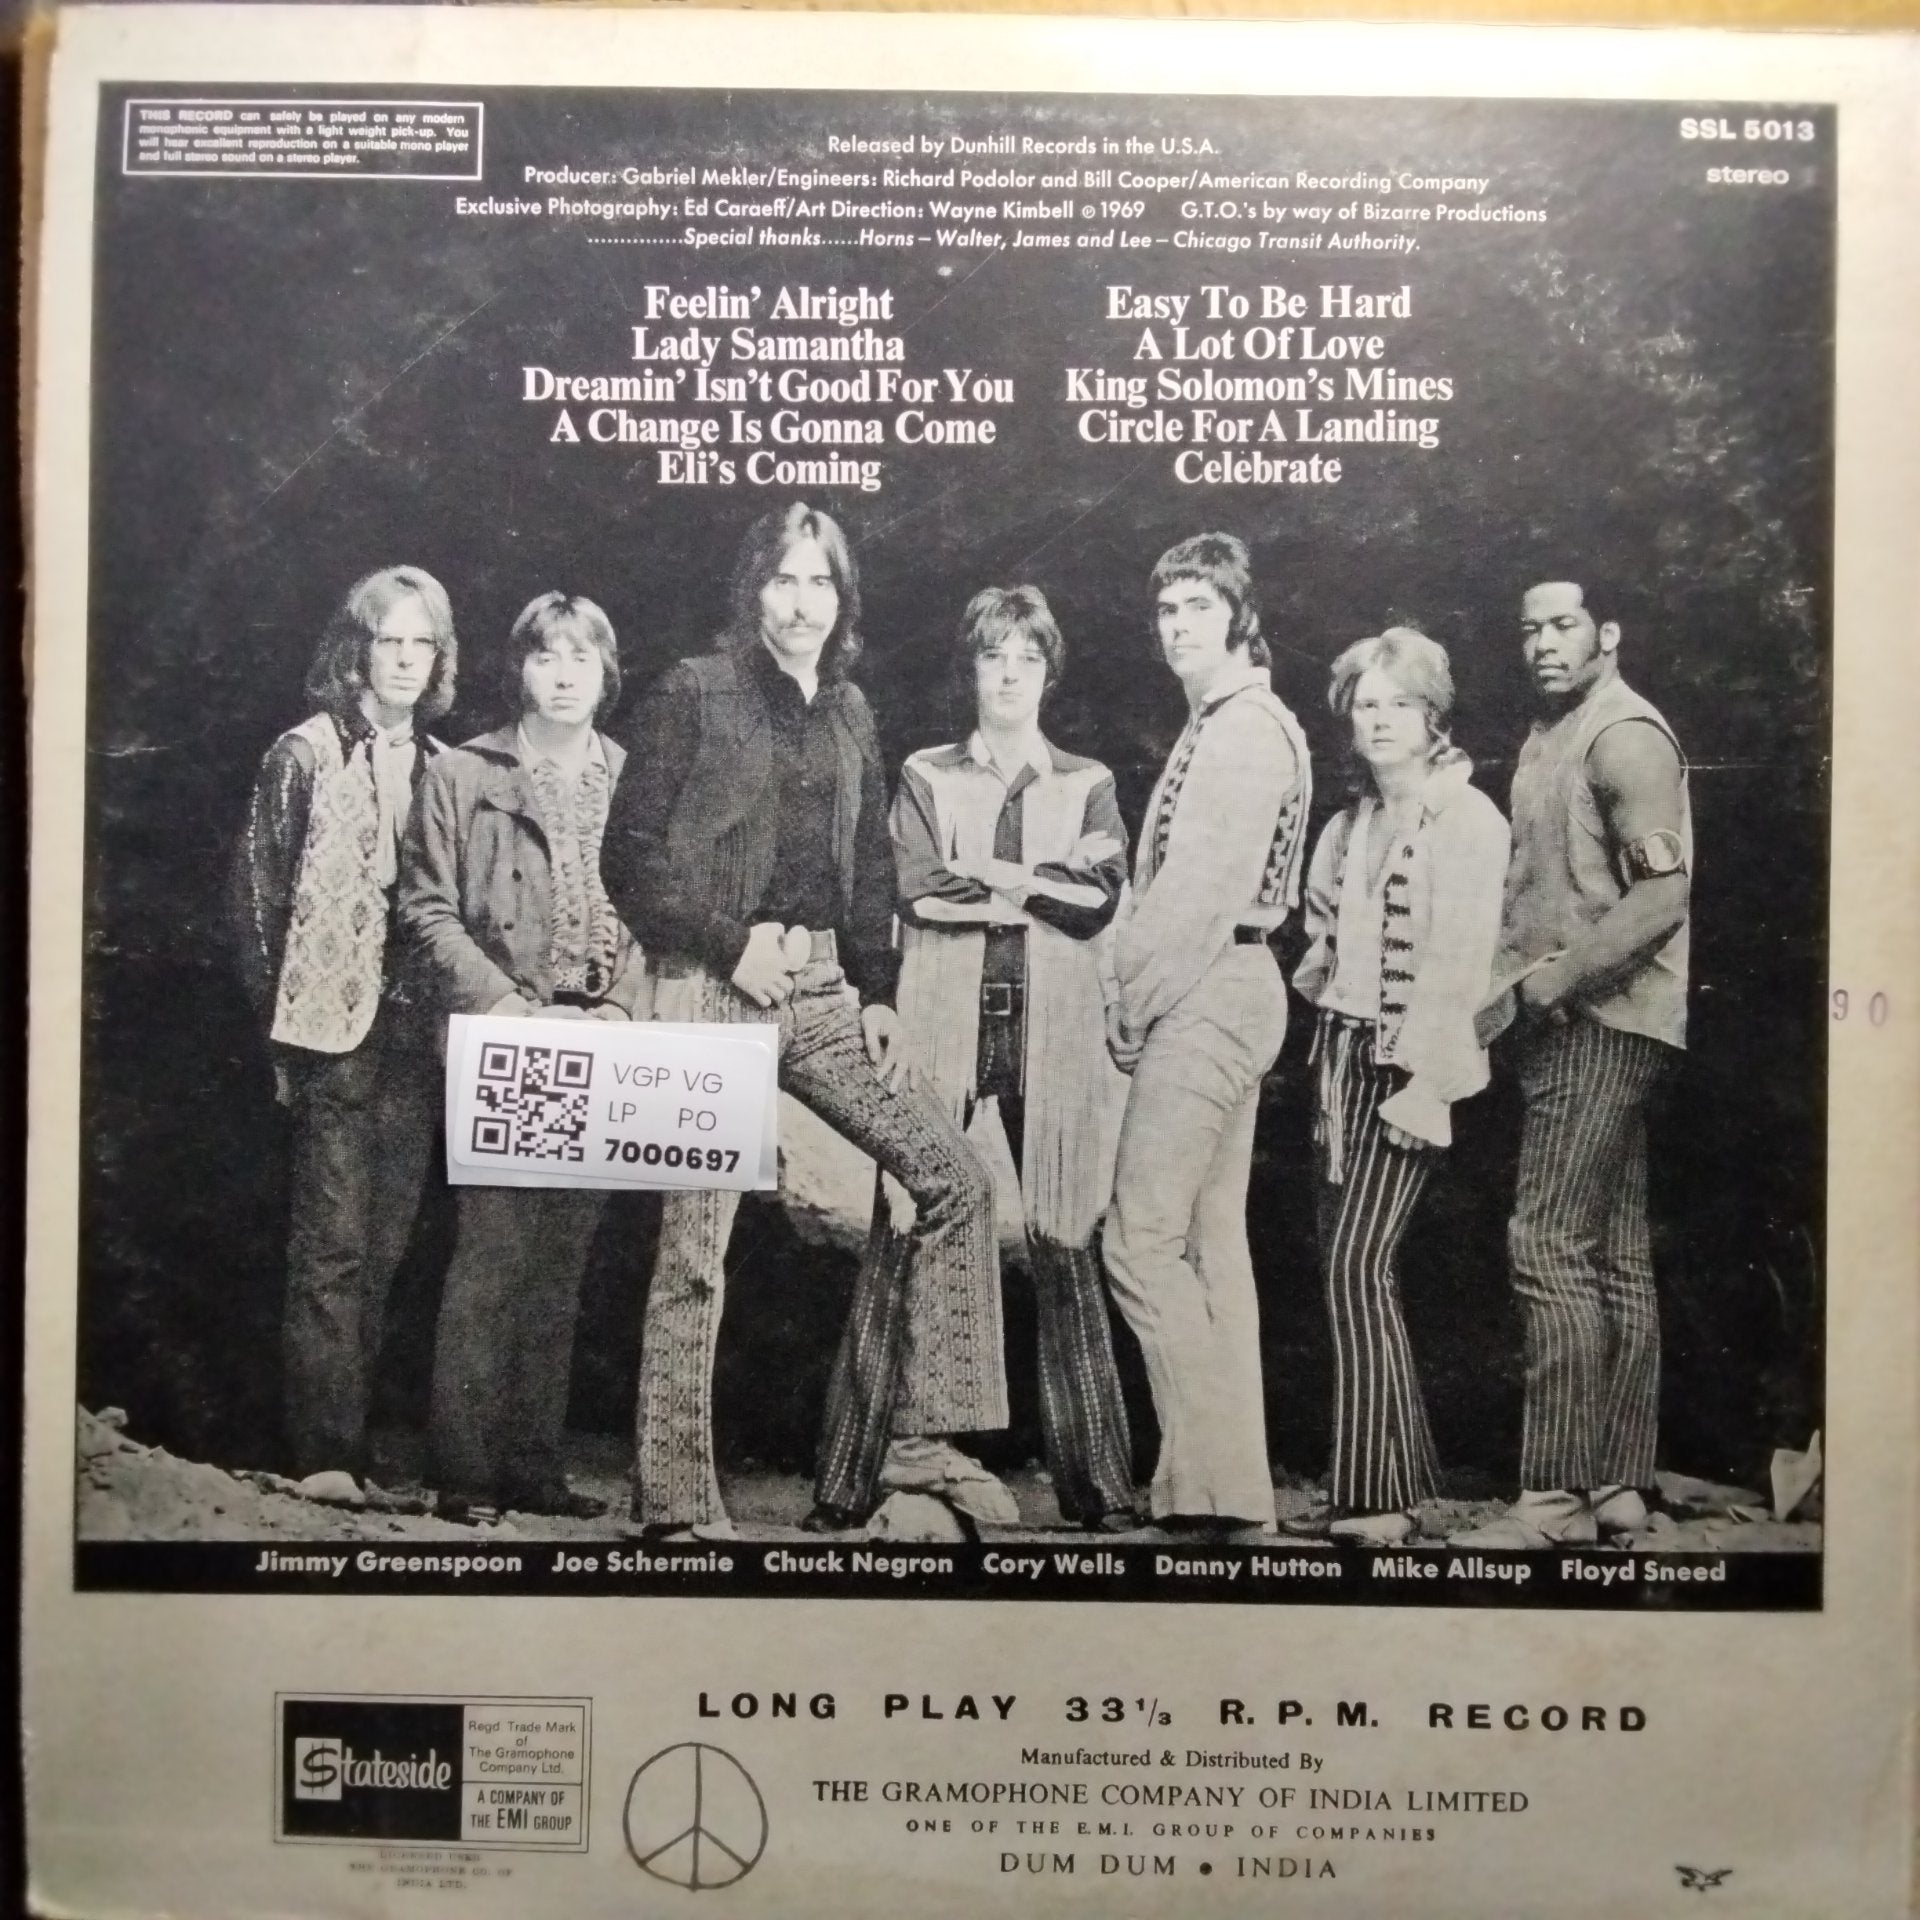 THIS RECORD can safely be played on any modern
monophonic equipment with a light weight pick-up. You
will hear excellent reproduction on a suitable mono player
and full stereo sound on a stereo player.
SSL 5013
stereo
Released by Dunhill Records in the U.S.A.
Producer: Gabriel Mekler/Engineers: Richard Podolor and Bill Cooper/American Recording Company
Exclusive Photography: Ed Caraeff/Art Direction: Wayne Kimbell ℗ 1969 G.T.O.'s by way of Bizarre Productions
...............Special thanks......Horns – Walter, James and Lee – Chicago Transit Authority.
Feelin' Alright
Lady Samantha
Dreamin' Isn't Good For You
A Change Is Gonna Come
Eli's Coming
Easy To Be Hard
A Lot Of Love
King Solomon's Mines
Circle For A Landing
Celebrate
90
VGP VG
LP PO
7000697
Jimmy Greenspoon Joe Schermie Chuck Negron Cory Wells Danny Hutton Mike Allsup Floyd Sneed
Stateside
Regd. Trade Mark
of
The Gramophone
Company Ltd.
A COMPANY OF
THE EMI GROUP
LICENSED USER
THE GRAMOPHONE CO. OF
INDIA LTD.
LONG PLAY 33⅓ R. P. M. RECORD
Manufactured & Distributed By
THE GRAMOPHONE COMPANY OF INDIA LIMITED
ONE OF THE E.M.I. GROUP OF COMPANIES
DUM DUM • INDIA